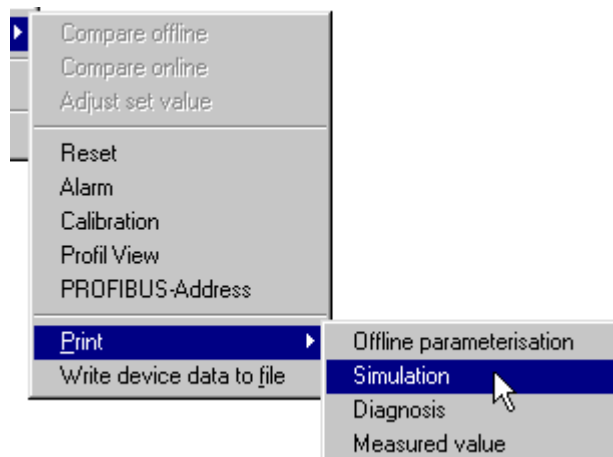 Compare offline
Compare online
Adjust set value
Reset
Alarm
Calibration
Profil View
PROFIBUS-Address
Print
Write device data to file
Offline parameterisation
Simulation
Diagnosis
Measured value